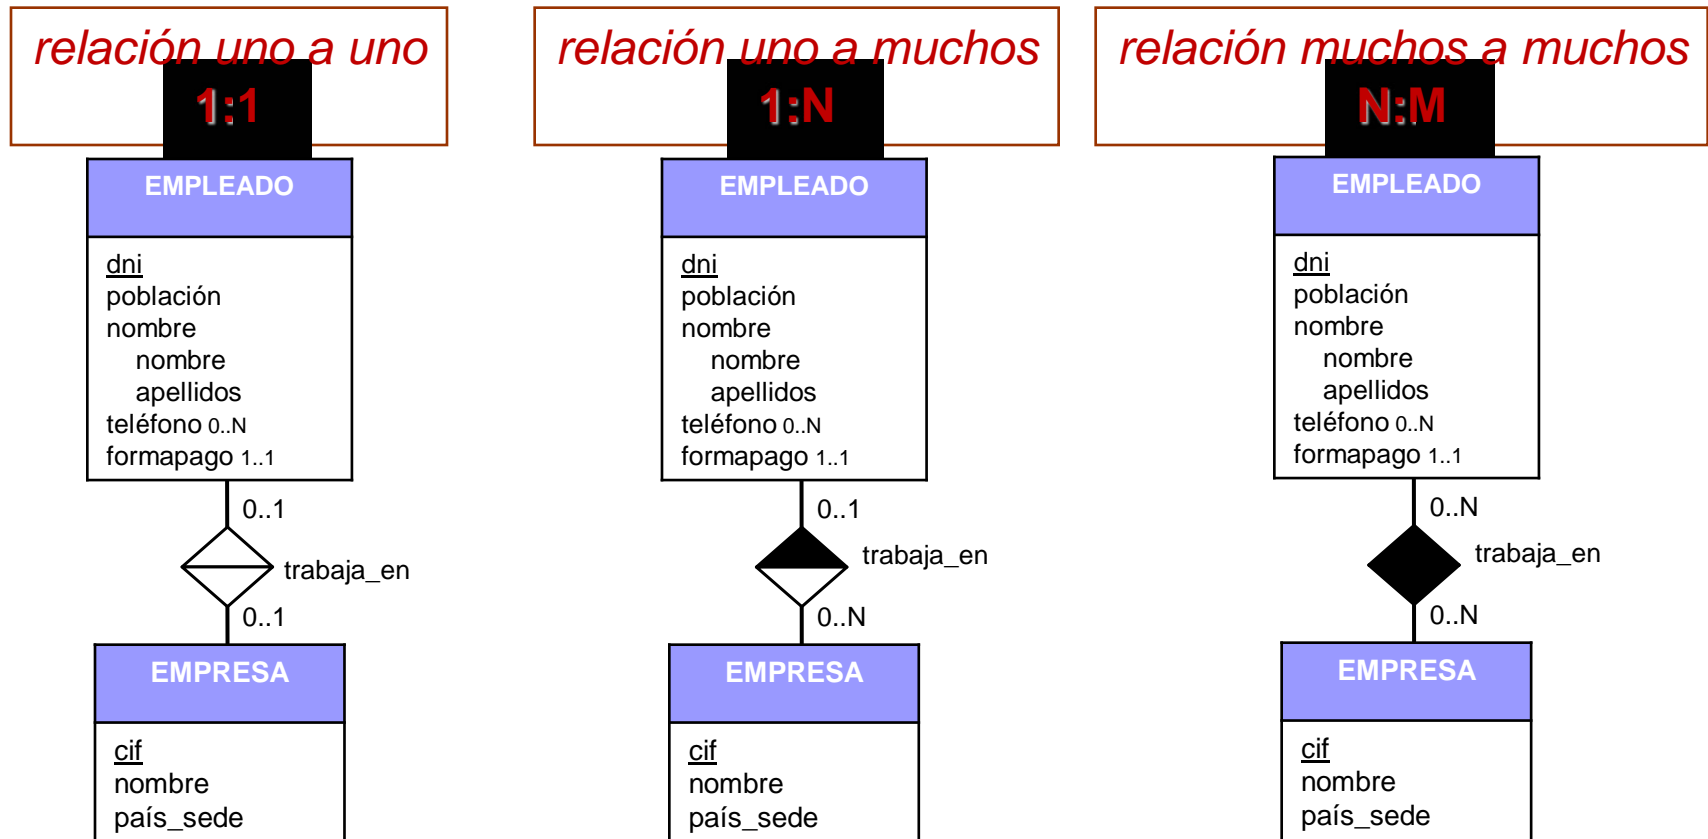 relación uno a uno
1:1
EMPLEADO
dni
población
nombre
nombre
apellidos
teléfono 0..N
formapago 1..1
0..1
trabaja_en
0..1
EMPRESA
cif
nombre
país_sede
relación uno a muchos
1:N
EMPLEADO
dni
población
nombre
nombre
apellidos
teléfono 0..N
formapago 1..1
0..1
trabaja_en
0..N
EMPRESA
cif
nombre
país_sede
relación muchos a muchos
N:M
EMPLEADO
dni
población
nombre
nombre
apellidos
teléfono 0..N
formapago 1..1
0..N
trabaja_en
0..N
EMPRESA
cif
nombre
país_sede